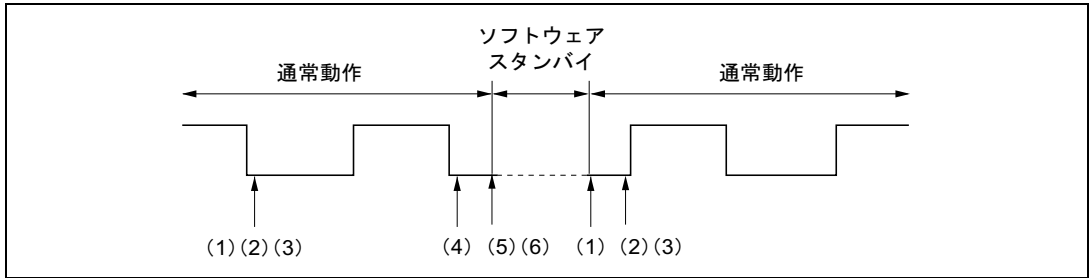 ソフトウェア
スタンバイ
通常動作
通常動作
(1)(2)(3)
(4)
(5)(6)
(1)
(2)(3)